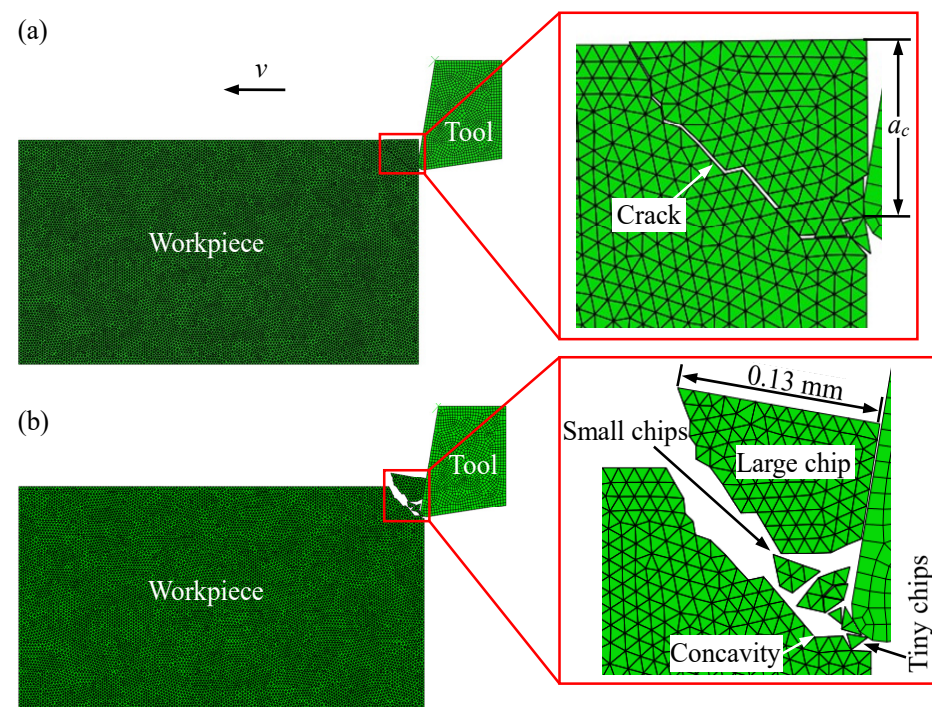 (a)
v
Tool
Workpiece
Crack
a_c
(b)
Tool
Workpiece
0.13 mm
Small chips
Large chip
Concavity
Tiny chips